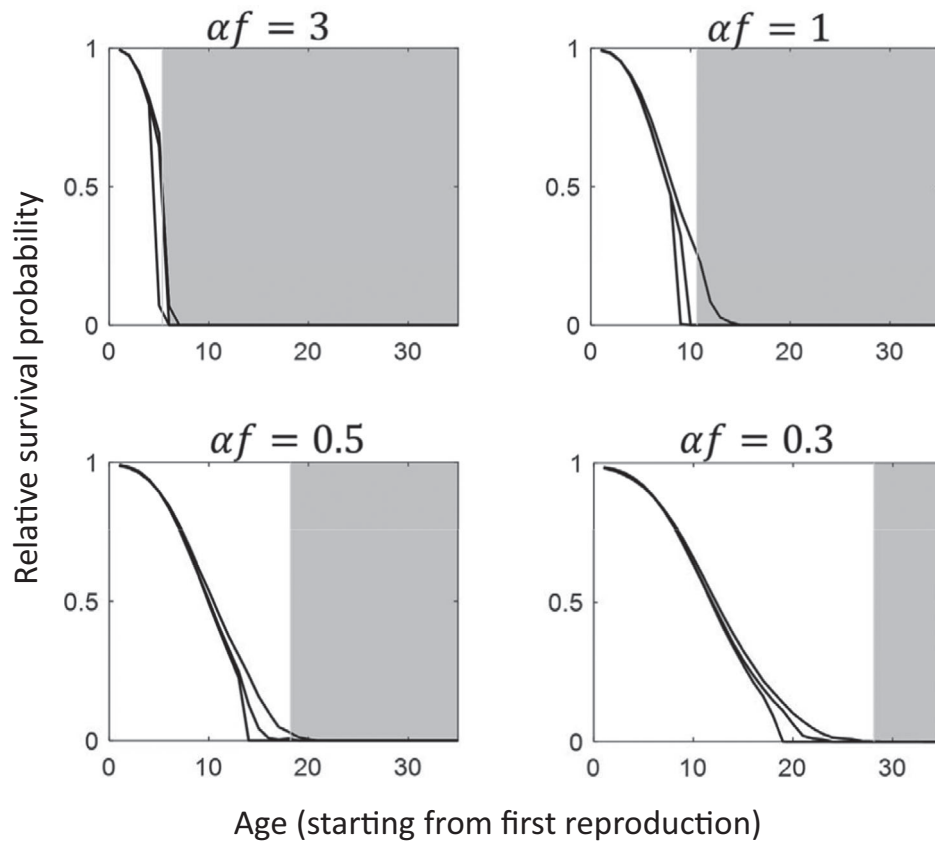 αf = 3
αf = 1
Relative survival probability
1
0.5
0
0 10 20 30
1
0.5
0
0 10 20 30
αf = 0.5
αf = 0.3
1
0.5
0
0 10 20 30
1
0.5
0
0 10 20 30
Age (starting from first reproduction)